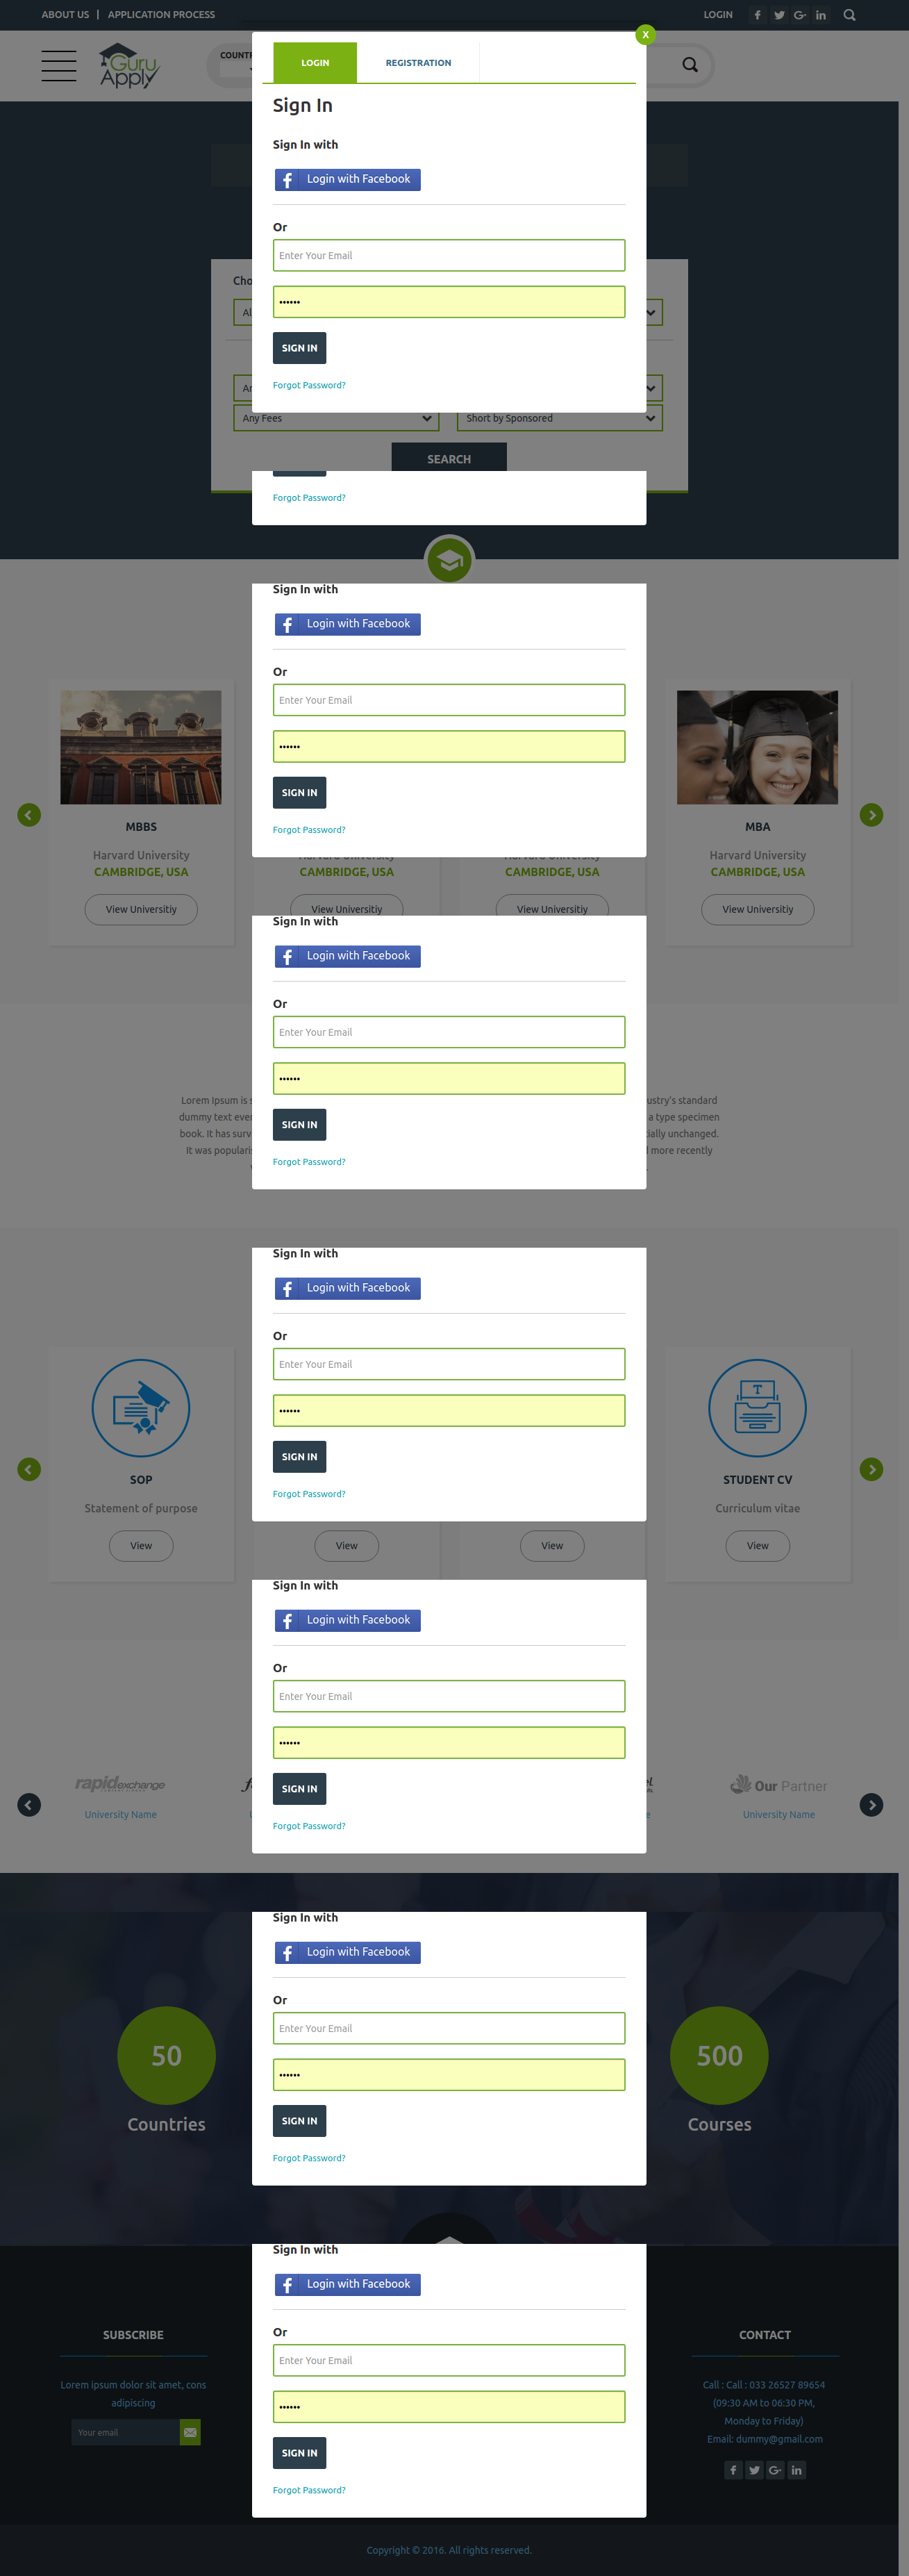 ABOUT US | APPLICATION PROCESS
LOGIN
Guru
Apply
X
LOGIN
REGISTRATION
Sign In
Sign In with
Login with Facebook
Or
Enter Your Email
••••••
SIGN IN
Forgot Password?
Any Fees
Short by Sponsored
SEARCH
Forgot Password?
Sign In with
Login with Facebook
Or
Enter Your Email
••••••
SIGN IN
Forgot Password?
MBBS
MBA
Harvard University
Harvard University
Harvard University
Harvard University
CAMBRIDGE, USA
CAMBRIDGE, USA
CAMBRIDGE, USA
CAMBRIDGE, USA
View Universitiy
View Universitiy
View Universitiy
View Universitiy
Sign In with
Login with Facebook
Or
Enter Your Email
••••••
SIGN IN
Forgot Password?
Lorem Ipsum is
standard
dummy text
a type specimen
book. It has
unchanged.
It was
more recently
Sign In with
Login with Facebook
Or
Enter Your Email
••••••
SIGN IN
Forgot Password?
SOP
STUDENT CV
Statement of purpose
Curriculum vitae
View
View
View
View
Sign In with
Login with Facebook
Or
Enter Your Email
••••••
SIGN IN
Forgot Password?
rapidexchange
Our Partner
University Name
University Name
Sign In with
Login with Facebook
Or
Enter Your Email
••••••
SIGN IN
Forgot Password?
50
500
Countries
Courses
Sign In with
Login with Facebook
Or
Enter Your Email
••••••
SIGN IN
Forgot Password?
SUBSCRIBE
Lorem ipsum dolor sit amet, cons
adipiscing
Your email
CONTACT
Call : Call : 033 26527 89654
(09:30 AM to 06:30 PM,
Monday to Friday)
Email: dummy@gmail.com
Copyright © 2016. All rights reserved.